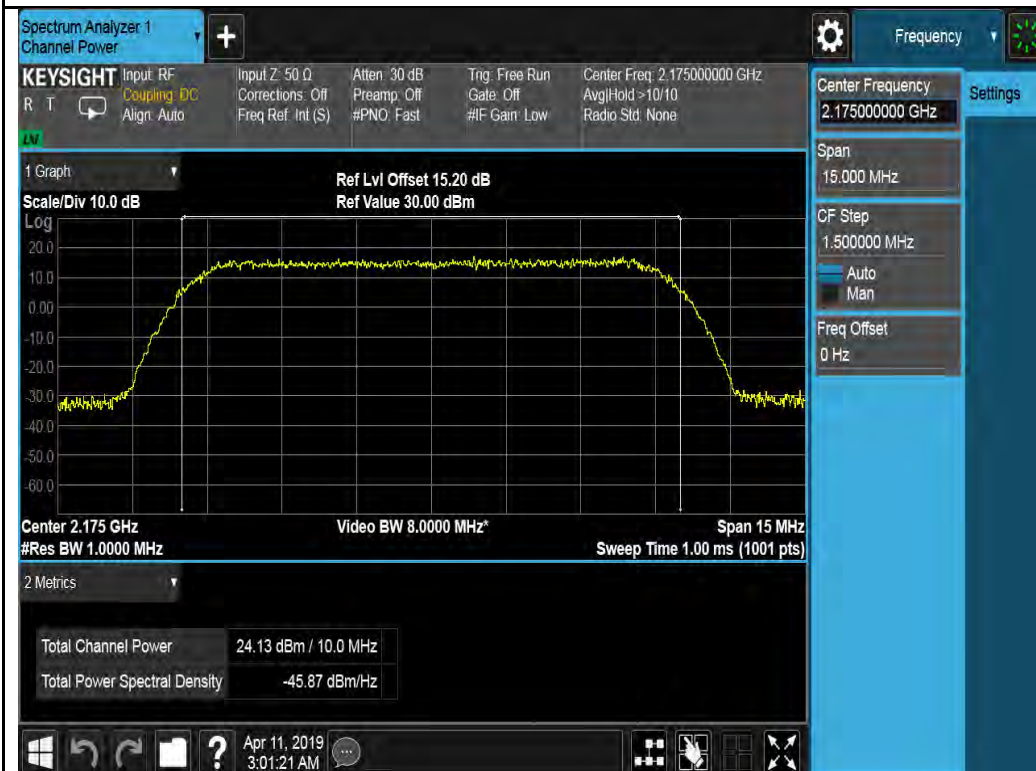 Spectrum Analyzer 1
Channel Power
+
Frequency
KEYSIGHT
R T
LNI
Input: RF
Coupling: DC
Align: Auto
Input Z: 50 Ω
Corrections: Off
Freq Ref: Int (S)
Atten: 30 dB
Preamp: Off
#PNO: Fast
Trig: Free Run
Gate: Off
#IF Gain: Low
Center Freq: 2.175000000 GHz
Avg|Hold >10/10
Radio Std: None
Center Frequency
2.175000000 GHz
Settings
Span
15.000 MHz
CF Step
1.500000 MHz
Auto
Man
Freq Offset
0 Hz
1 Graph
Ref Lvl Offset 15.20 dB
Scale/Div 10.0 dB
Ref Value 30.00 dBm
Log
20.0
10.0
0.00
-10.0
-20.0
-30.0
-40.0
-50.0
-60.0
Center 2.175 GHz
Video BW 8.0000 MHz*
Span 15 MHz
#Res BW 1.0000 MHz
Sweep Time 1.00 ms (1001 pts)
2 Metrics
Total Channel Power
24.13 dBm / 10.0 MHz
Total Power Spectral Density
-45.87 dBm/Hz
?
Apr 11, 2019
3:01:21 AM